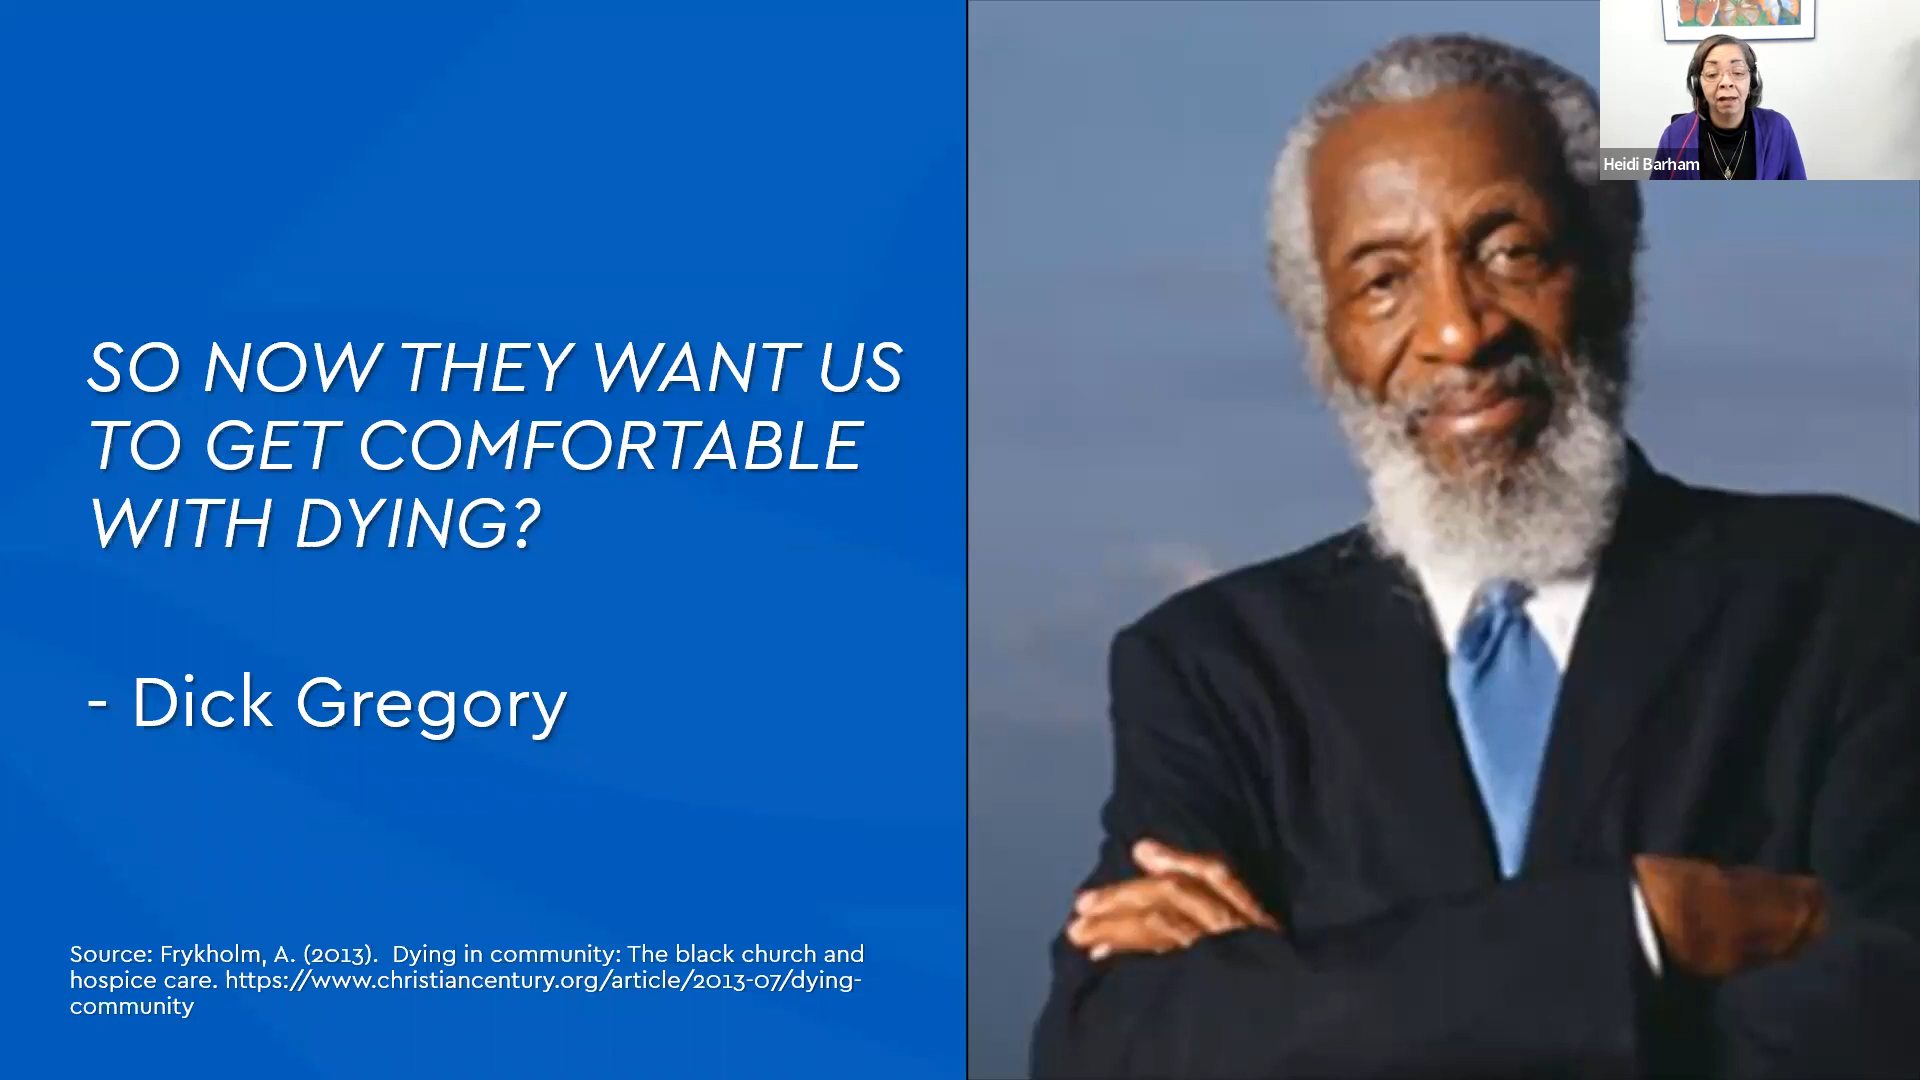 SO NOW THEY WANT US
TO GET COMFORTABLE
WITH DYING?
- Dick Gregory
Source: Frykholm, A. (2013).  Dying in community: The black church and
hospice care. https://www.christiancentury.org/article/2013-07/dying-
community
Heidi Barham